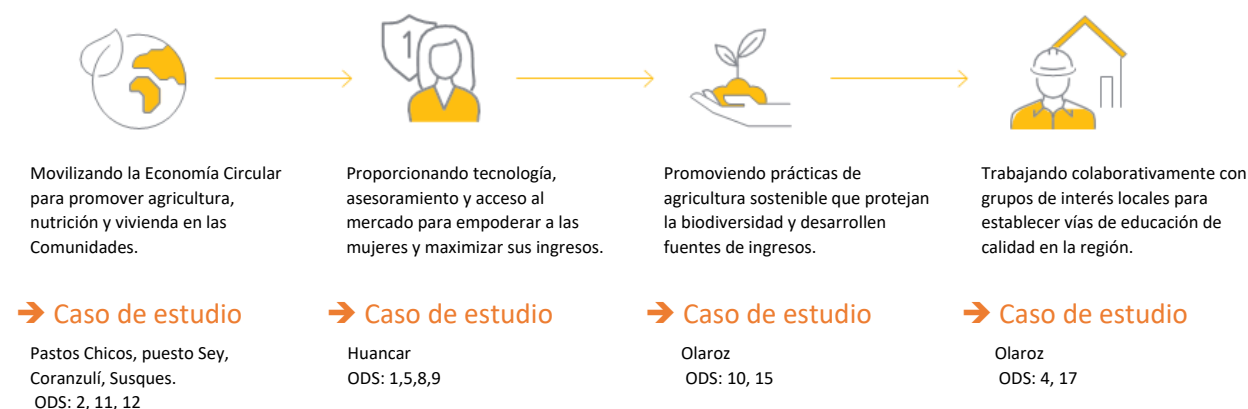 1
Movilizando la Economía Circular
para promover agricultura,
nutrición y vivienda en las
Comunidades.
Proporcionando tecnología,
asesoramiento y acceso al
mercado para empoderar a las
mujeres y maximizar sus ingresos.
Promoviendo prácticas de
agricultura sostenible que protejan
la biodiversidad y desarrollen
fuentes de ingresos.
Trabajando colaborativamente con
grupos de interés locales para
establecer vías de educación de
calidad en la región.
➔ Caso de estudio
Pastos Chicos, puesto Sey,
Coranzulí, Susques.
ODS: 2, 11, 12
➔ Caso de estudio
Huancar
ODS: 1,5,8,9
➔ Caso de estudio
Olaroz
ODS: 10, 15
➔ Caso de estudio
Olaroz
ODS: 4, 17